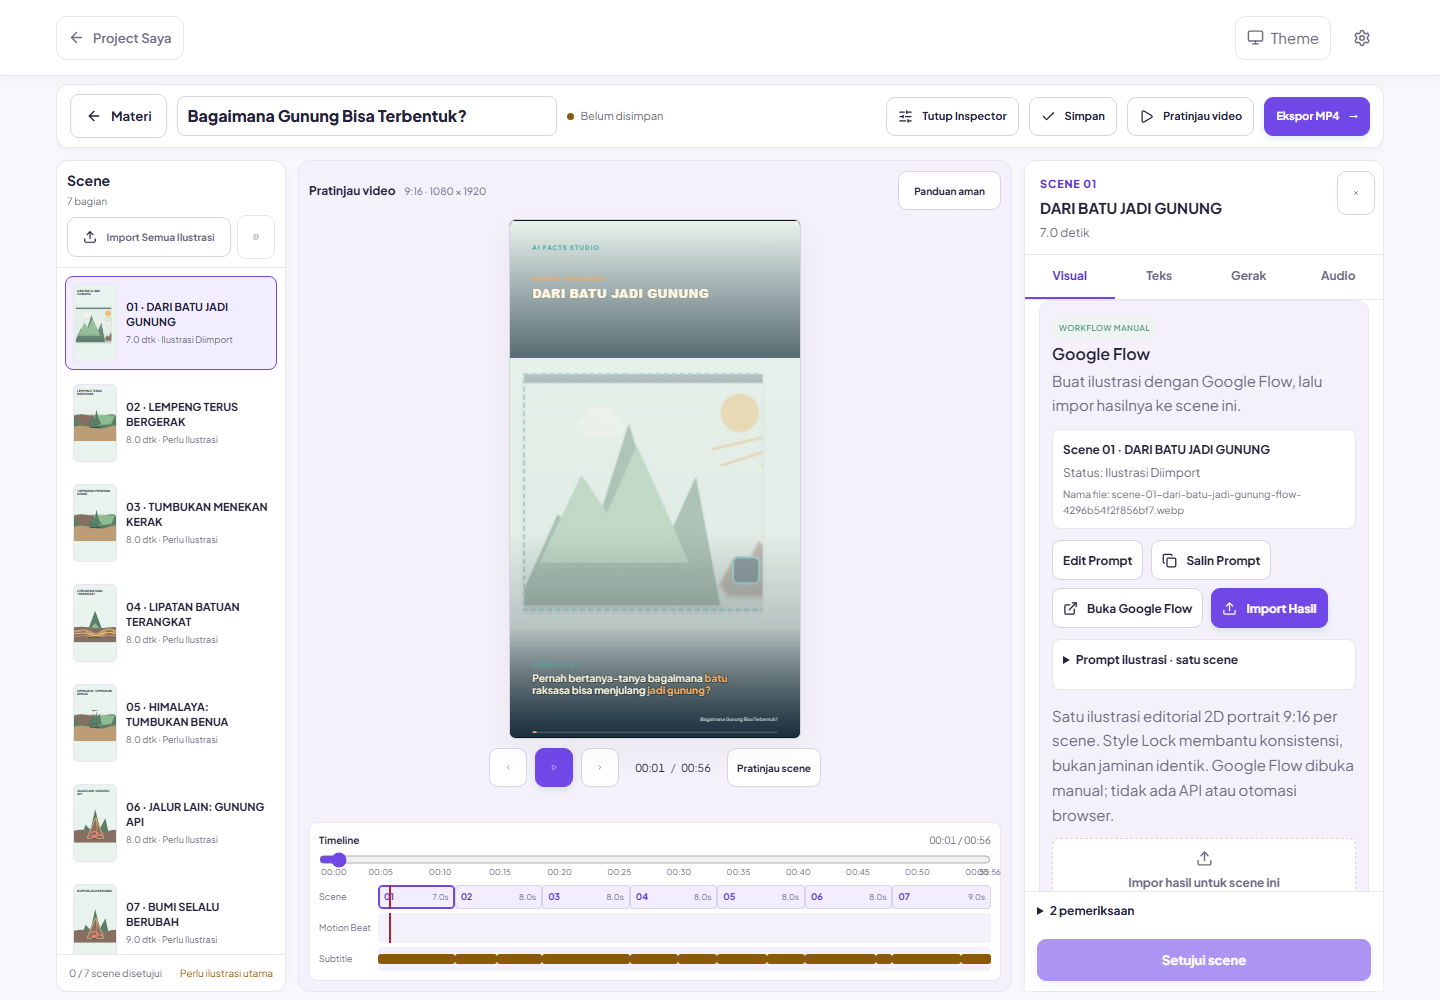 Project Saya
Theme
Materi
Bagaimana Gunung Bisa Terbentuk?
Belum disimpan
Tutup Inspector
Simpan
Pratinjau video
Ekspor MP4 →
Scene
7 bagian
Import Semua Ilustrasi
01 · DARI BATU JADI
GUNUNG
7.0 dtk · Ilustrasi Diimport
02 · LEMPENG TERUS
BERGERAK
8.0 dtk · Perlu Ilustrasi
03 · TUMBUKAN MENEKAN
KERAK
8.0 dtk · Perlu Ilustrasi
04 · LIPATAN BATUAN
TERANGKAT
8.0 dtk · Perlu Ilustrasi
05 · HIMALAYA:
TUMBUKAN BENUA
8.0 dtk · Perlu Ilustrasi
06 · JALUR LAIN: GUNUNG
API
8.0 dtk · Perlu Ilustrasi
07 · BUMI SELALU
BERUBAH
9.0 dtk · Perlu Ilustrasi
0 / 7 scene disetujui
Perlu ilustrasi utama
Pratinjau video
9:16 · 1080 × 1920
Panduan aman
AI FACTS STUDIO
DARI BATU JADI GUNUNG
Pernah bertanya-tanya bagaimana batu
raksasa bisa menjulang jadi gunung?
Bagaimana Gunung Bisa Terbentuk?
00:01 / 00:56
Pratinjau scene
Timeline
00:01 / 00:56
00:00 00:05 00:10 00:15 00:20 00:25 00:30 00:35 00:40 00:45 00:50
Scene
01 7.0s 02 8.0s 03 8.0s 04 8.0s 05 8.0s 06 8.0s 07 9.0s
Motion Beat
Subtitle
SCENE 01
DARI BATU JADI GUNUNG
7.0 detik
Visual
Teks
Gerak
Audio
WORKFLOW MANUAL
Google Flow
Buat ilustrasi dengan Google Flow, lalu
impor hasilnya ke scene ini.
Scene 01 · DARI BATU JADI GUNUNG
Status: Ilustrasi Diimport
Nama file: scene-01-dari-batu-jadi-gunung-flow-
4296b54f2f856bf7.webp
Edit Prompt
Salin Prompt
Buka Google Flow
Import Hasil
Prompt ilustrasi · satu scene
Satu ilustrasi editorial 2D portrait 9:16 per
scene. Style Lock membantu konsistensi,
bukan jaminan identik. Google Flow dibuka
manual; tidak ada API atau otomasi
browser.
Impor hasil untuk scene ini
2 pemeriksaan
Setujui scene